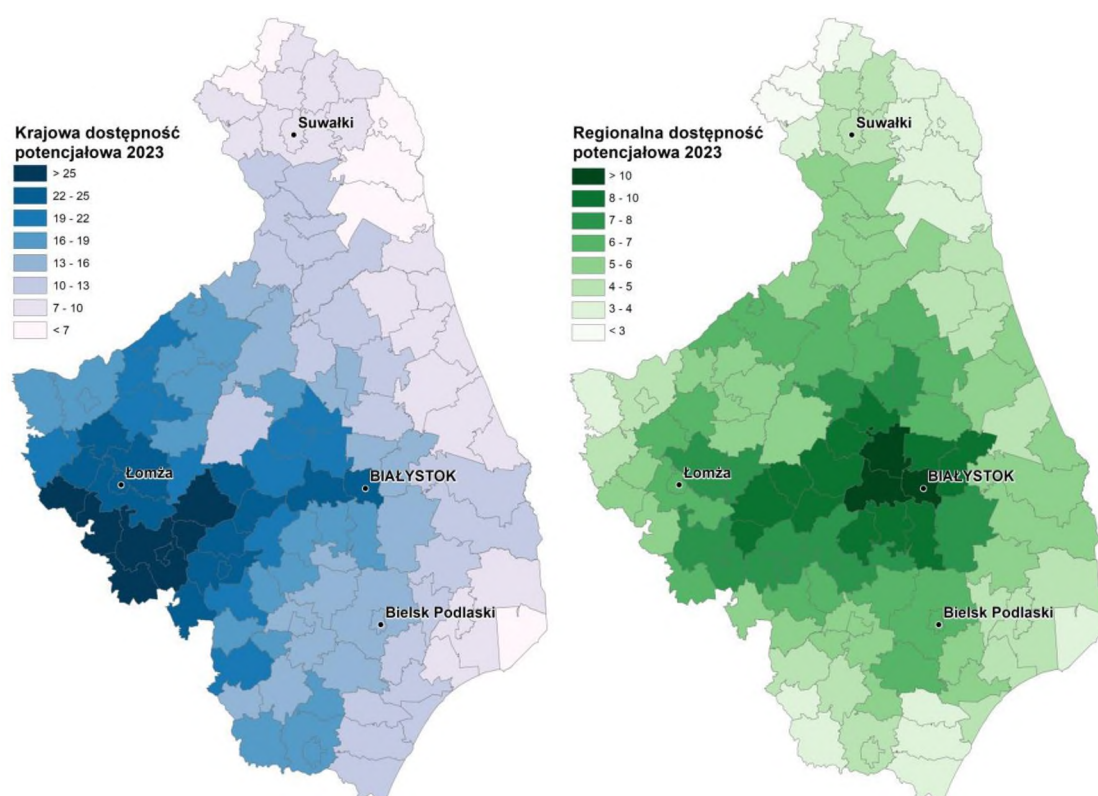 Krajowa dostępność
potencjałowa 2023
> 25
22 - 25
19 - 22
16 - 19
13 - 16
10 - 13
7 - 10
< 7
Suwałki
Łomża
BIAŁYSTOK
Bielsk Podlaski
Regionalna dostępność
potencjałowa 2023
> 10
8 - 10
7 - 8
6 - 7
5 - 6
4 - 5
3 - 4
< 3
Suwałki
Łomża
BIAŁYSTOK
Bielsk Podlaski